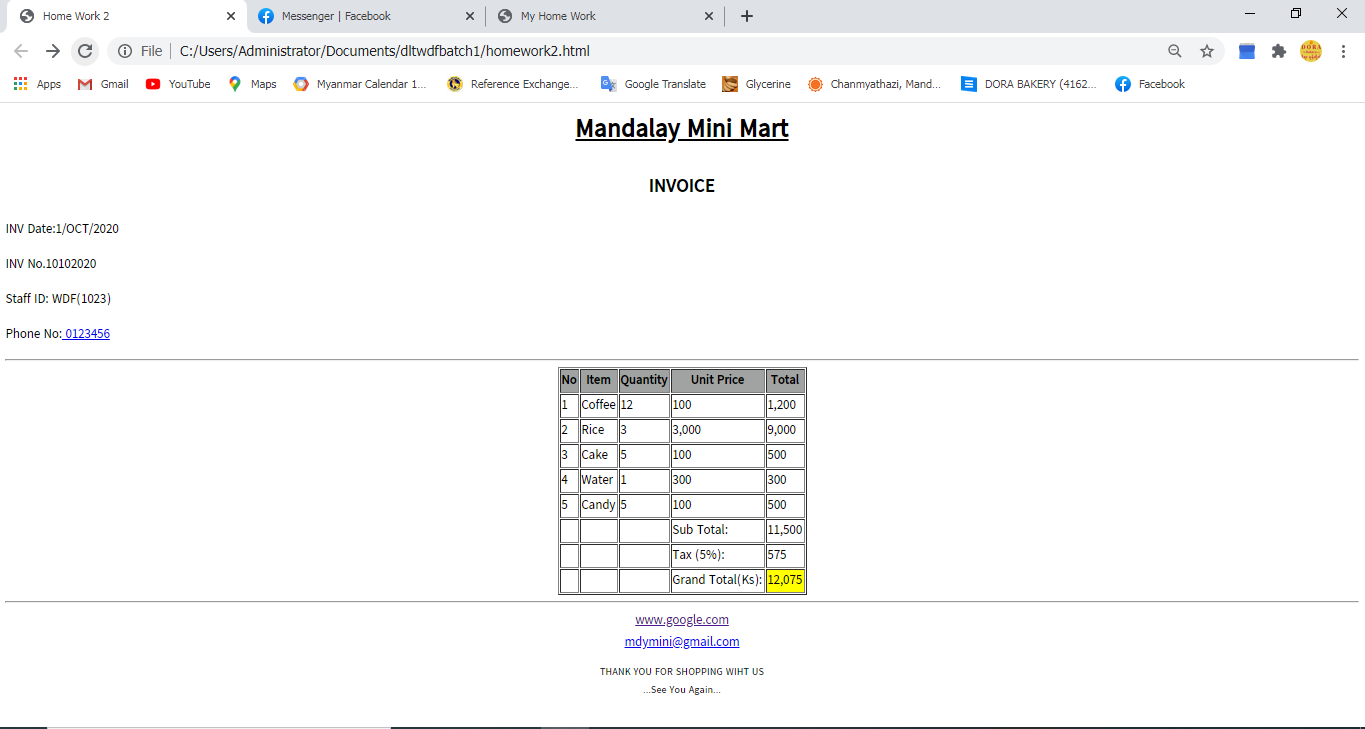 Home Work 2 Messenger | Facebook My Home Work
File C:/Users/Administrator/Documents/dltwdfbatch1/homework2.html
Apps Gmail YouTube Maps Myanmar Calendar 1... Reference Exchange... Google Translate Glycerine Chanmyathazi, Mand... DORA BAKERY (4162... Facebook
Mandalay Mini Mart
INVOICE
INV Date:1/OCT/2020
INV No.10102020
Staff ID: WDF(1023)
Phone No: 0123456
No Item Quantity Unit Price Total
1 Coffee 12 100 1,200
2 Rice 3 3,000 9,000
3 Cake 5 100 500
4 Water 1 300 300
5 Candy 5 100 500
Sub Total: 11,500
Tax (5%): 575
Grand Total(Ks): 12,075
www.google.com
mdymini@gmail.com
THANK YOU FOR SHOPPING WIHT US
...See You Again...